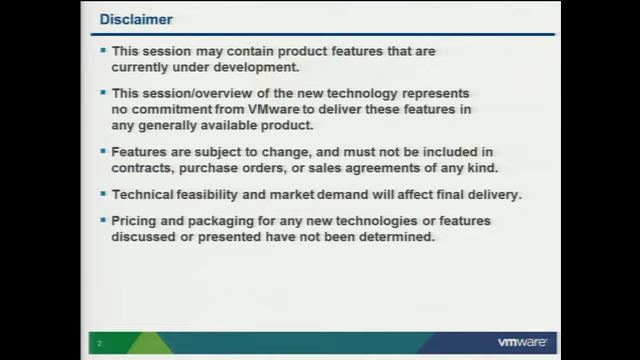 Disclaimer
This session may contain product features that are
currently under development.
This session/overview of the new technology represents
no commitment from VMware to deliver these features in
any generally available product.
Features are subject to change, and must not be included in
contracts, purchase orders, or sales agreements of any kind.
Technical feasibility and market demand will affect final delivery.
Pricing and packaging for any new technologies or features
discussed or presented have not been determined.
2
vmware